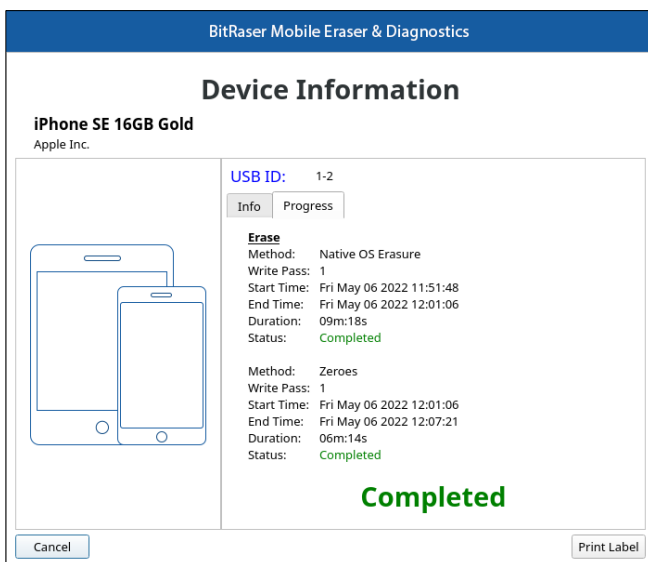 BitRaser Mobile Eraser & Diagnostics
Device Information
iPhone SE 16GB Gold
Apple Inc.
USB ID: 1-2
Info Progress
Erase
Method: Native OS Erasure
Write Pass: 1
Start Time: Fri May 06 2022 11:51:48
End Time: Fri May 06 2022 12:01:06
Duration: 09m:18s
Status: Completed
Method: Zeroes
Write Pass: 1
Start Time: Fri May 06 2022 12:01:06
End Time: Fri May 06 2022 12:07:21
Duration: 06m:14s
Status: Completed
Completed
Cancel Print Label